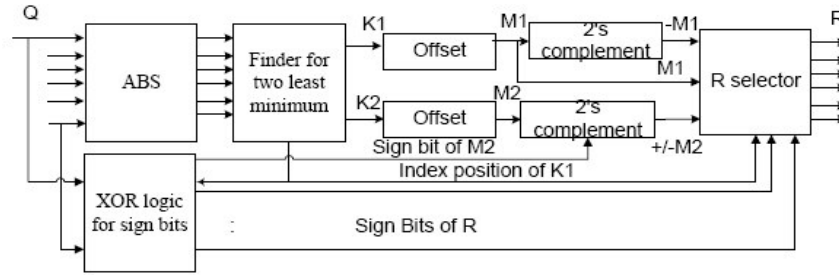 Q
R
K1
M1
2's
complement
-M1
ABS
Finder for
two least
minimum
Offset
M1
R selector
K2
M2
Offset
2's
complement
+/-M2
Sign bit of M2
Index position of K1
XOR logic
for sign bits
:
Sign Bits of R